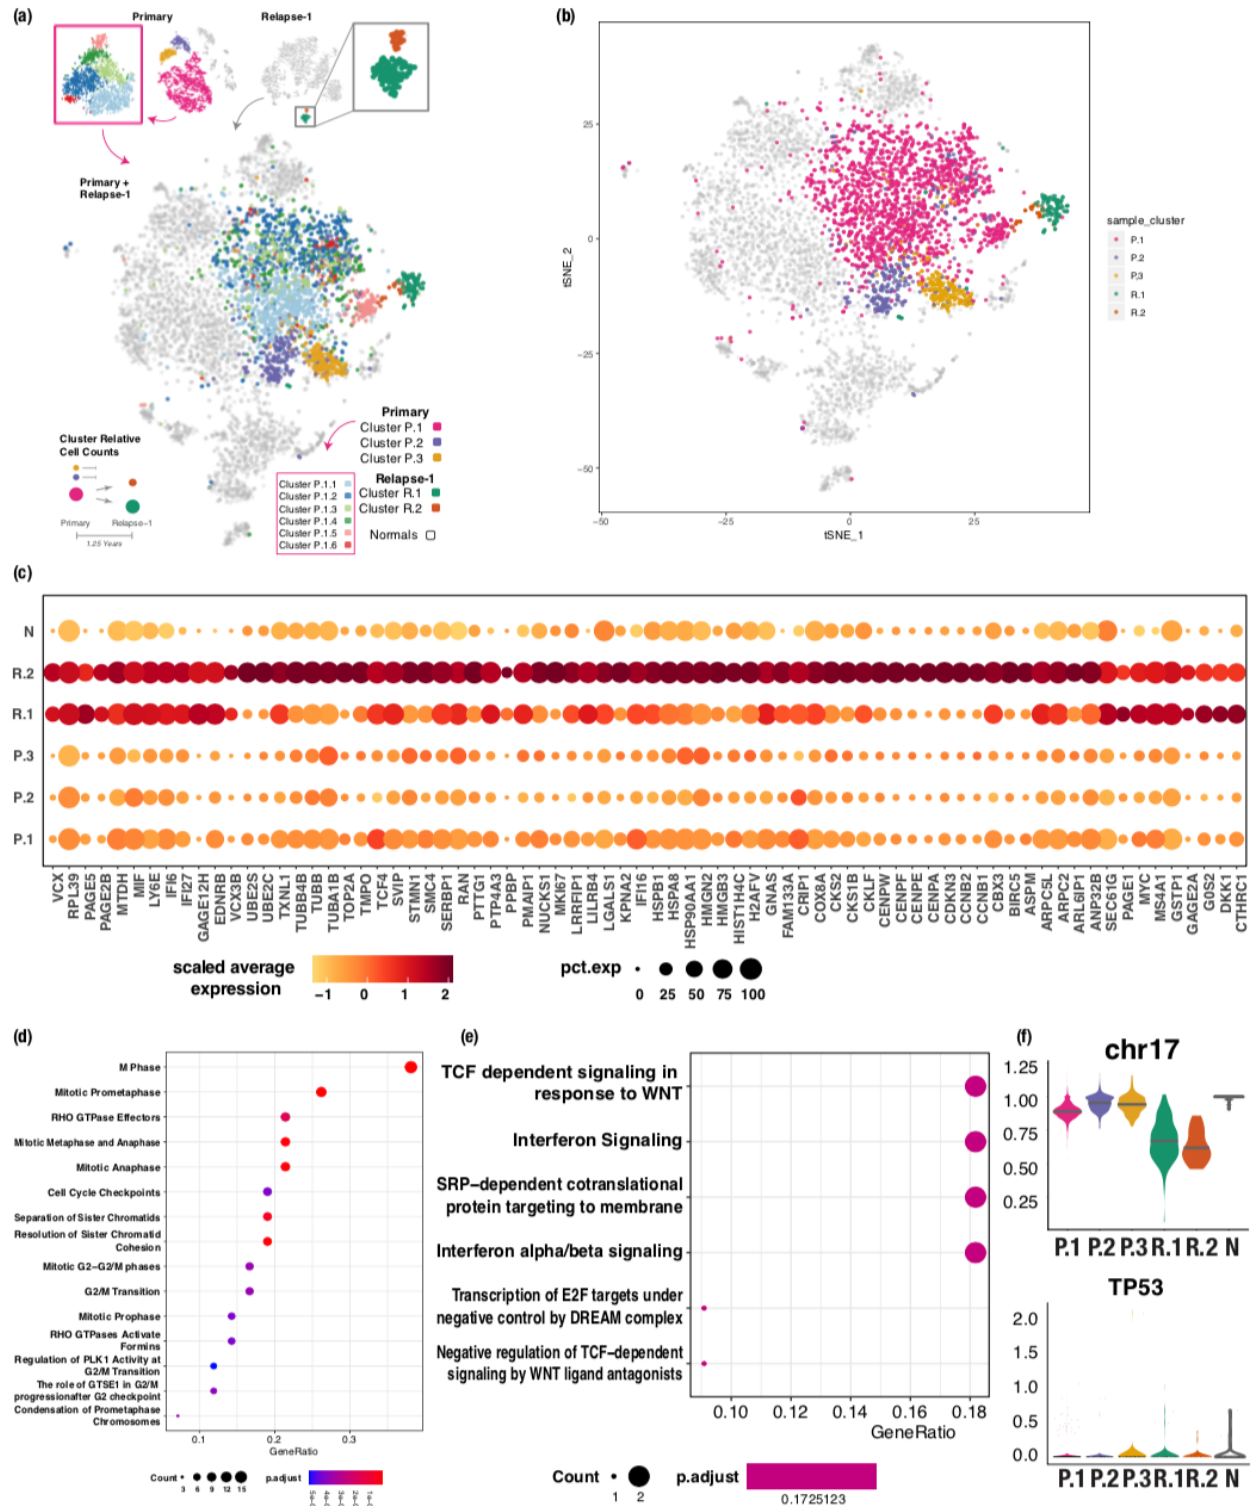 (a)
Primary
Relapse-1
Primary +
Relapse-1
Cluster Relative
Cell Counts
Primary
Relapse-1
1.25 Years
Primary
Cluster P.1
Cluster P.2
Cluster P.3
Relapse-1
Cluster R.1
Cluster R.2
Normals
Cluster P.1.1
Cluster P.1.2
Cluster P.1.3
Cluster P.1.4
Cluster P.1.5
Cluster P.1.6
(b)
tSNE_2
25
0
−25
−50
−50
−25
0
25
tSNE_1
sample_cluster
P.1
P.2
P.3
R.1
R.2
(c)
N
R.2
R.1
P.3
P.2
P.1
VCX
RPL39
PAGE5
PAGE2B
MTDH
MIF
LY6E
IFI6
IFI27
GAGE12H
EDNRB
VCX3B
UBE2S
UBE2C
TXNL1
TUBB4B
TUBB
TUBA1B
TOP2A
TMPO
TCF4
SVIP
STMN1
SMC4
SERBP1
RAN
PTTG1
PTP4A3
PPBP
PMAIP1
NUCKS1
MKI67
LRRFIP1
LILRB4
LGALS1
KPNA2
IFI16
HSPB1
HSPA8
HSP90AA1
HMGN2
HMGB3
HIST1H4C
H2AFV
GNAS
FAM133A
CRIP1
COX8A
CKS2
CKS1B
CKLF
CENPW
CENPF
CENPE
CENPA
CDKN3
CCNB2
CCNB1
CBX3
BIRC5
ASPM
ARPC5L
ARPC2
ARL6IP1
ANP32B
SEC61G
PAGE1
MYC
MS4A1
GSTP1
GAGE2A
G0S2
DKK1
CTHRC1
scaled average
expression
−1 0 1 2
pct.exp
0 25 50 75 100
(d)
M Phase
Mitotic Prometaphase
RHO GTPase Effectors
Mitotic Metaphase and Anaphase
Mitotic Anaphase
Cell Cycle Checkpoints
Separation of Sister Chromatids
Resolution of Sister Chromatid
Cohesion
Mitotic G2−G2/M phases
G2/M Transition
Mitotic Prophase
RHO GTPases Activate
Formins
Regulation of PLK1 Activity at
G2/M Transition
The role of GTSE1 in G2/M
progressionafter G2 checkpoint
Condensation of Prometaphase
Chromosomes
0.1 0.2 0.3
GeneRatio
Count 3 6 9 12 15
p.adjust
(e)
TCF dependent signaling in
response to WNT
Interferon Signaling
SRP−dependent cotranslational
protein targeting to membrane
Interferon alpha/beta signaling
Transcription of E2F targets under
negative control by DREAM complex
Negative regulation of TCF−dependent
signaling by WNT ligand antagonists
0.10 0.12 0.14 0.16 0.18
GeneRatio
Count
1 2
p.adjust
0.1725123
(f)
chr17
1.25
1.00
0.75
0.50
0.25
P.1 P.2 P.3 R.1 R.2 N
TP53
2.0
1.5
1.0
0.5
0.0
P.1 P.2 P.3 R.1 R.2 N